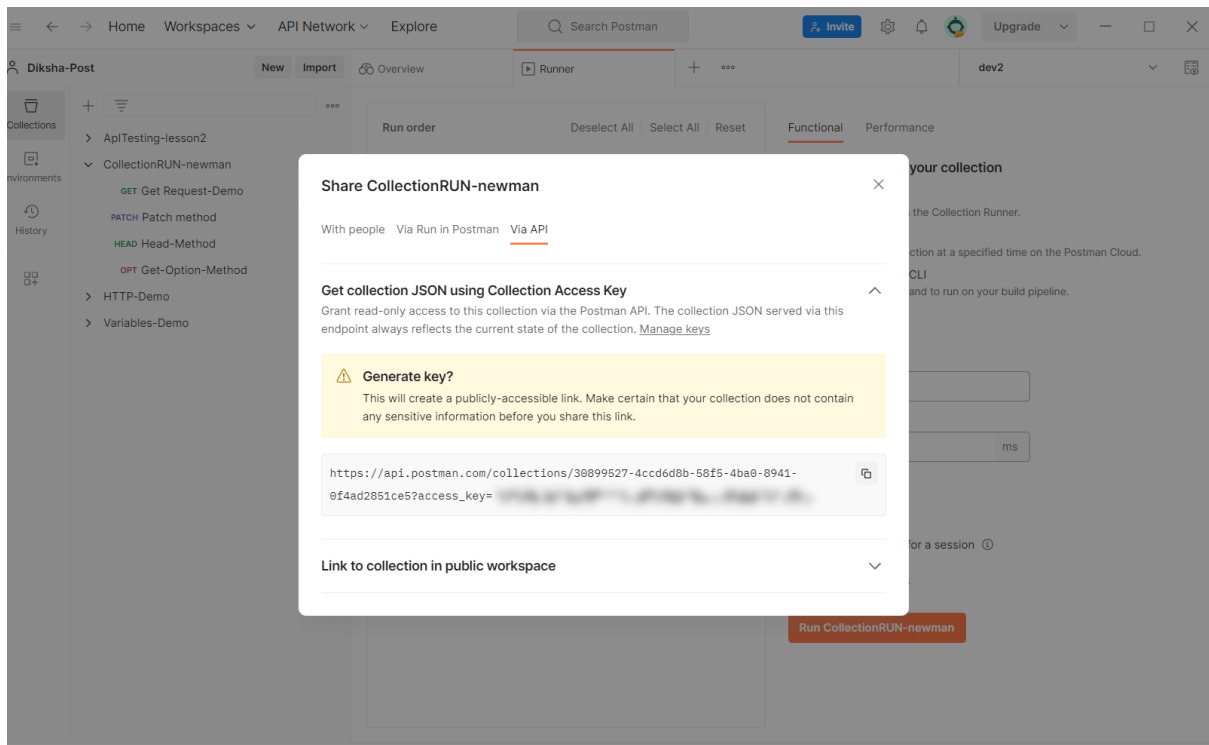 Home Workspaces API Network Explore Search Postman Invite Upgrade
Diksha-Post New Import Overview Runner dev2
Collections
nvironments
History
ApITesting-lesson2
CollectionRUN-newman
GET Get Request-Demo
PATCH Patch method
HEAD Head-Method
OPT Get-Option-Method
HTTP-Demo
Variables-Demo
Run order Deselect All Select All Reset
Functional Performance
your collection
the Collection Runner.
ction at a specified time on the Postman Cloud.
CLI
and to run on your build pipeline.
ms
for a session
Run CollectionRUN-newman
Share CollectionRUN-newman
With people Via Run in Postman Via API
Get collection JSON using Collection Access Key
Grant read-only access to this collection via the Postman API. The collection JSON served via this
endpoint always reflects the current state of the collection. Manage keys
Generate key?
This will create a publicly-accessible link. Make certain that your collection does not contain
any sensitive information before you share this link.
https://api.postman.com/collections/30899527-4ccd6d8b-58f5-4ba0-8941-
0f4ad2851ce5?access_key=
Link to collection in public workspace